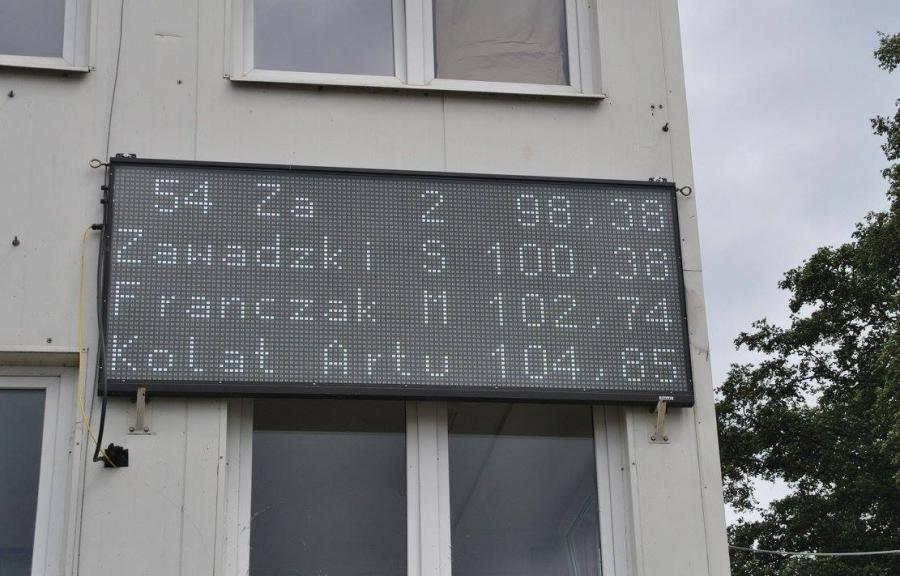 54 Za 2 98,38
Zawadzki S 100,38
Franczak M 102,74
Kolat Artu 104,85